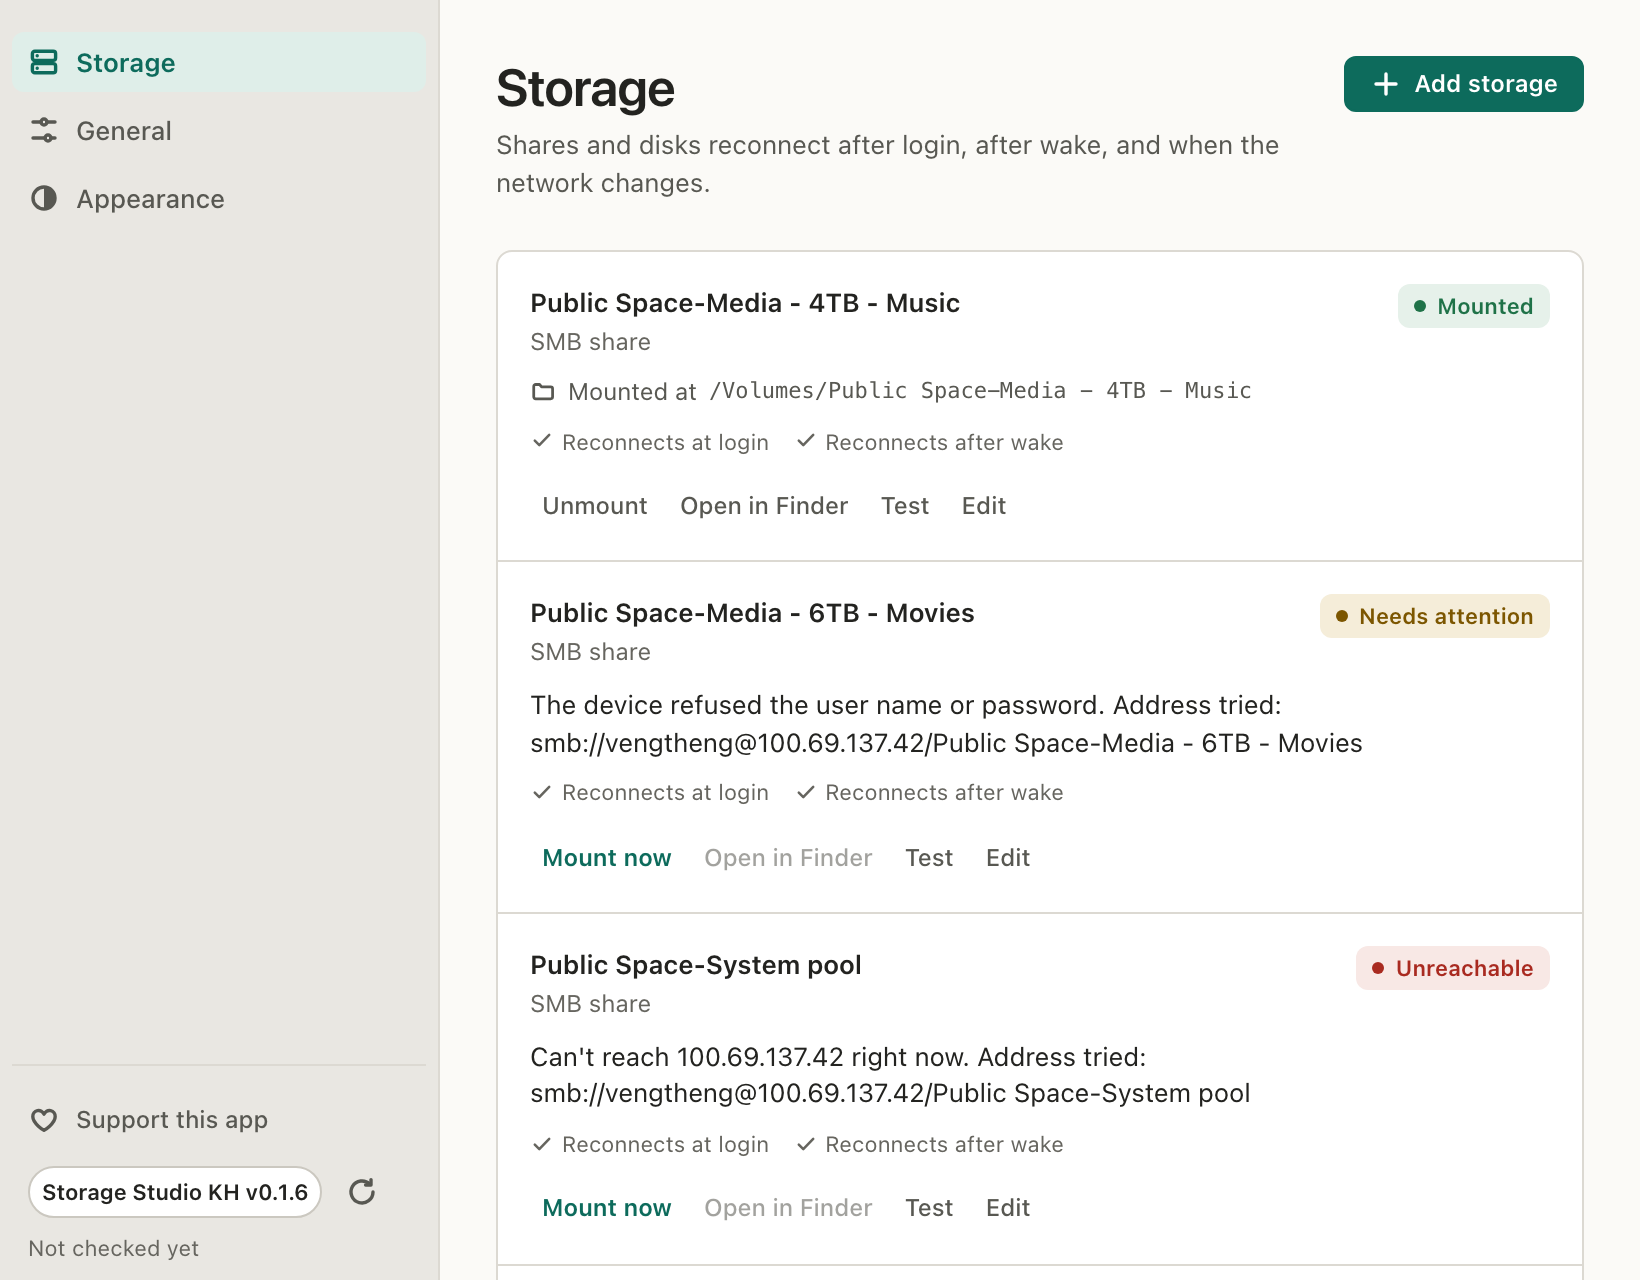 Storage
General
Appearance
Support this app
Storage Studio KH v0.1.6
Not checked yet
Storage
Add storage
Shares and disks reconnect after login, after wake, and when the
network changes.
Public Space-Media - 4TB - Music
Mounted
SMB share
Mounted at /Volumes/Public Space-Media - 4TB - Music
Reconnects at login Reconnects after wake
Unmount Open in Finder Test Edit
Public Space-Media - 6TB - Movies
Needs attention
SMB share
The device refused the user name or password. Address tried:
smb://vengtheng@100.69.137.42/Public Space-Media - 6TB - Movies
Reconnects at login Reconnects after wake
Mount now Open in Finder Test Edit
Public Space-System pool
Unreachable
SMB share
Can't reach 100.69.137.42 right now. Address tried:
smb://vengtheng@100.69.137.42/Public Space-System pool
Reconnects at login Reconnects after wake
Mount now Open in Finder Test Edit